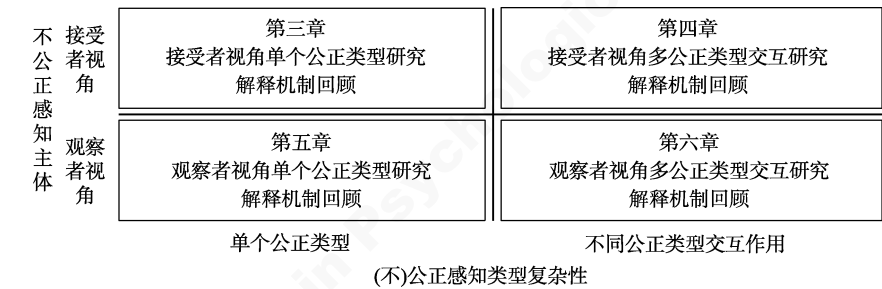 不公正感知主体
接受者视角
第三章
接受者视角单个公正类型研究
解释机制回顾
第四章
接受者视角多公正类型交互研究
解释机制回顾
观察者视角
第五章
观察者视角单个公正类型研究
解释机制回顾
第六章
观察者视角多公正类型交互研究
解释机制回顾
单个公正类型
不同公正类型交互作用
(不)公正感知类型复杂性
in Psychologic